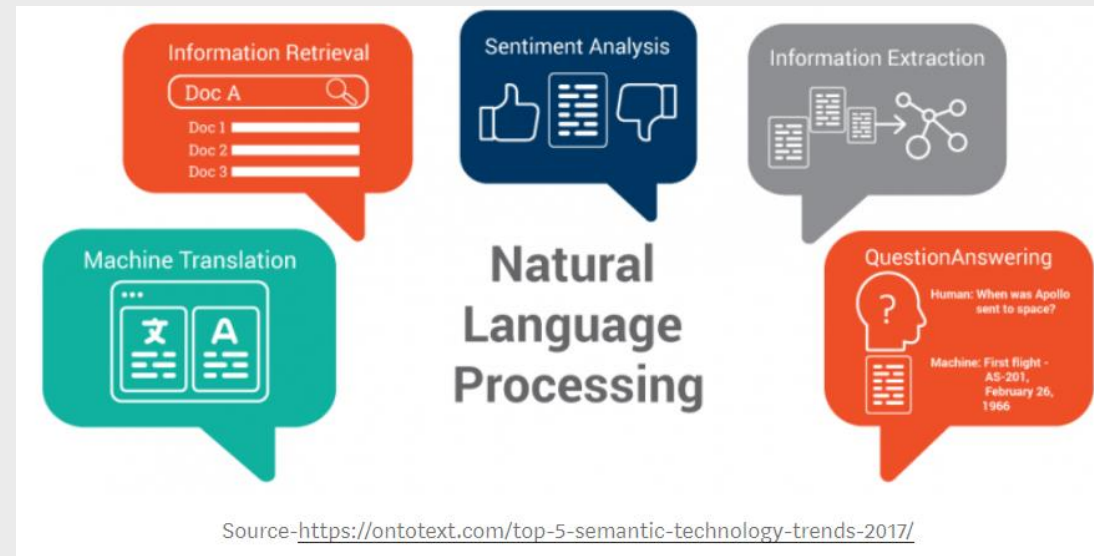 Information Retrieval
Doc A
Doc 1
Doc 2
Doc 3
Sentiment Analysis
Information Extraction
Machine Translation
文 A
Natural
Language
Processing
QuestionAnswering
?
Human: When was Apollo
sent to space?
Machine: First flight -
AS-201,
February 26,
1966
Source-https://ontotext.com/top-5-semantic-technology-trends-2017/